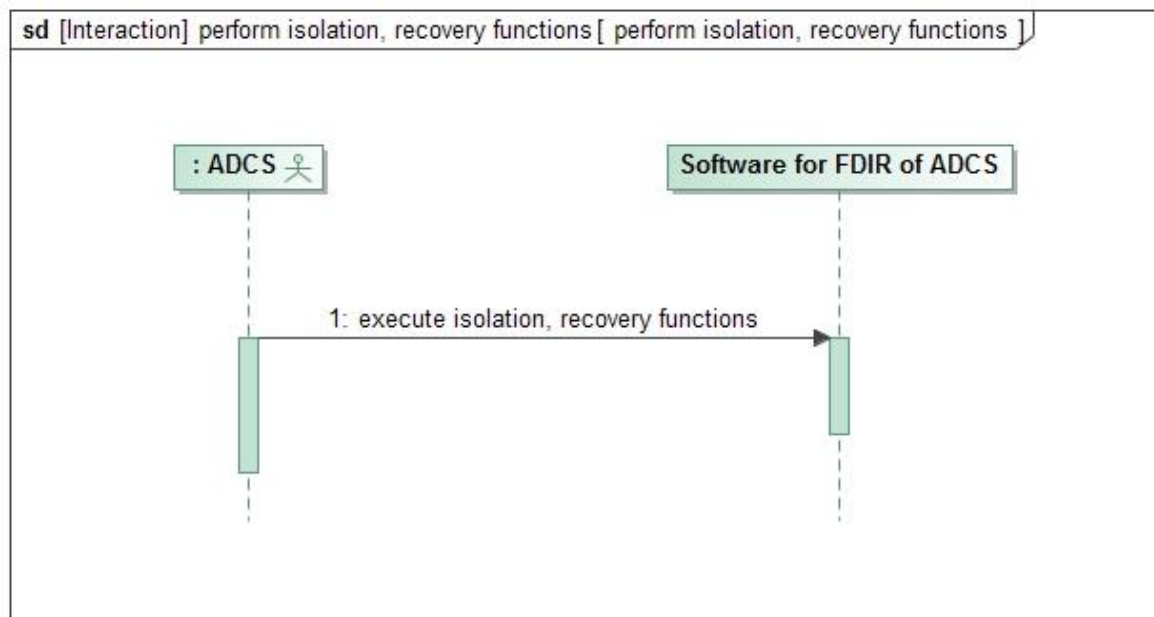 sd [Interaction] perform isolation, recovery functions [ perform isolation, recovery functions ]
: ADCS
Software for FDIR of ADCS
1: execute isolation, recovery functions